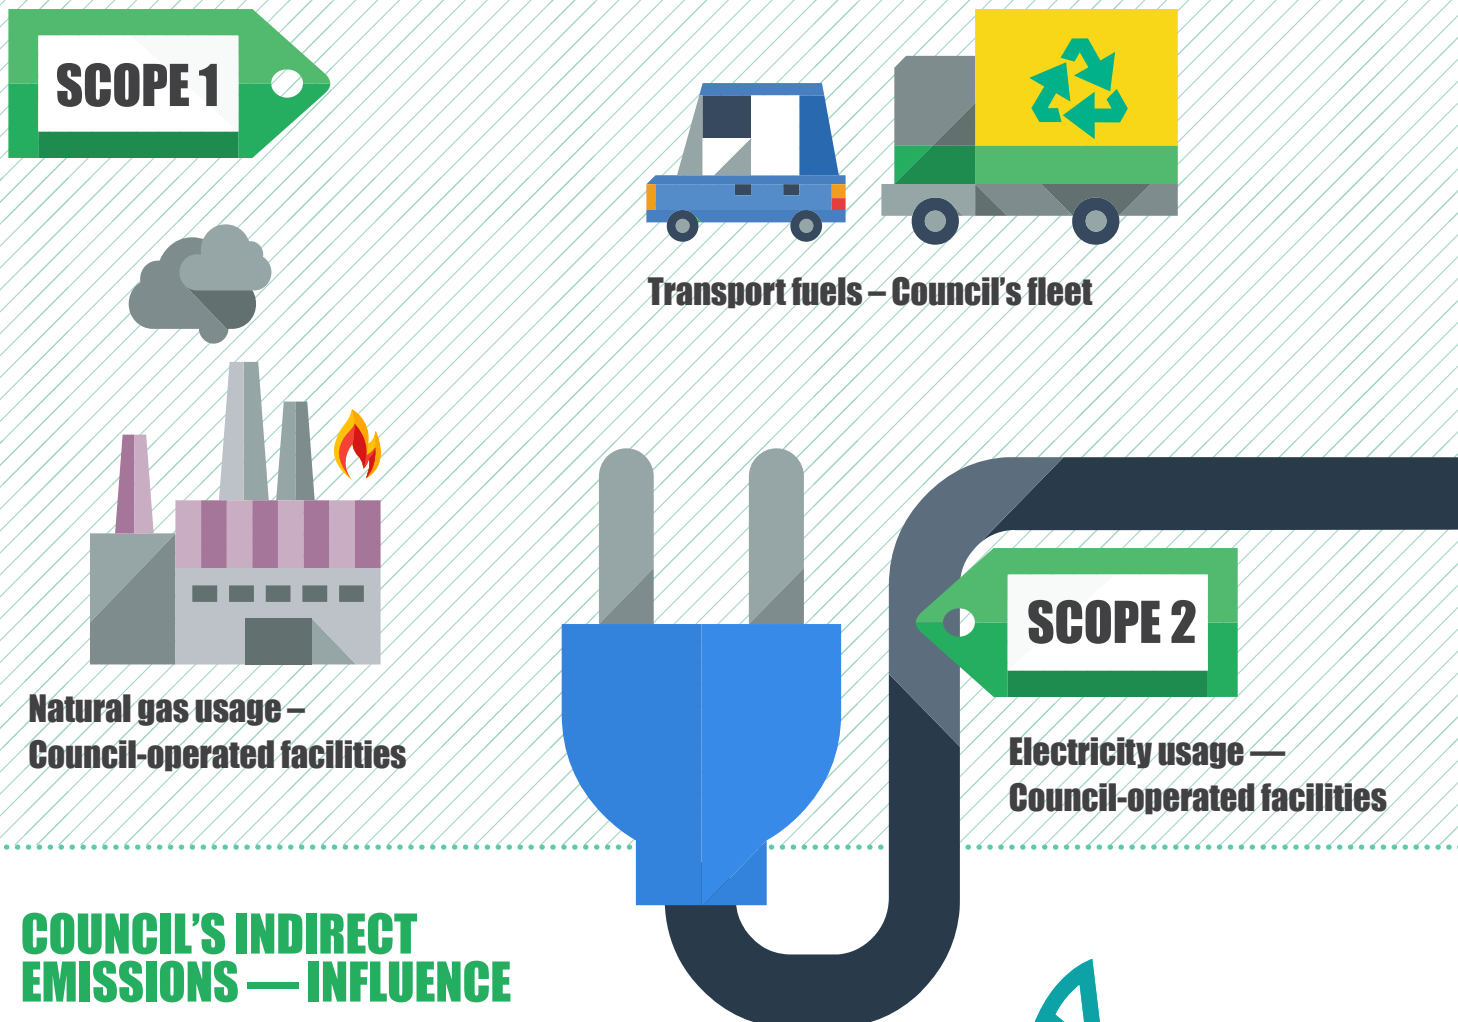 SCOPE 1
Transport fuels – Council’s fleet
Natural gas usage –
Council-operated facilities
SCOPE 2
Electricity usage —
Council-operated facilities
COUNCIL’S INDIRECT
EMISSIONS — INFLUENCE